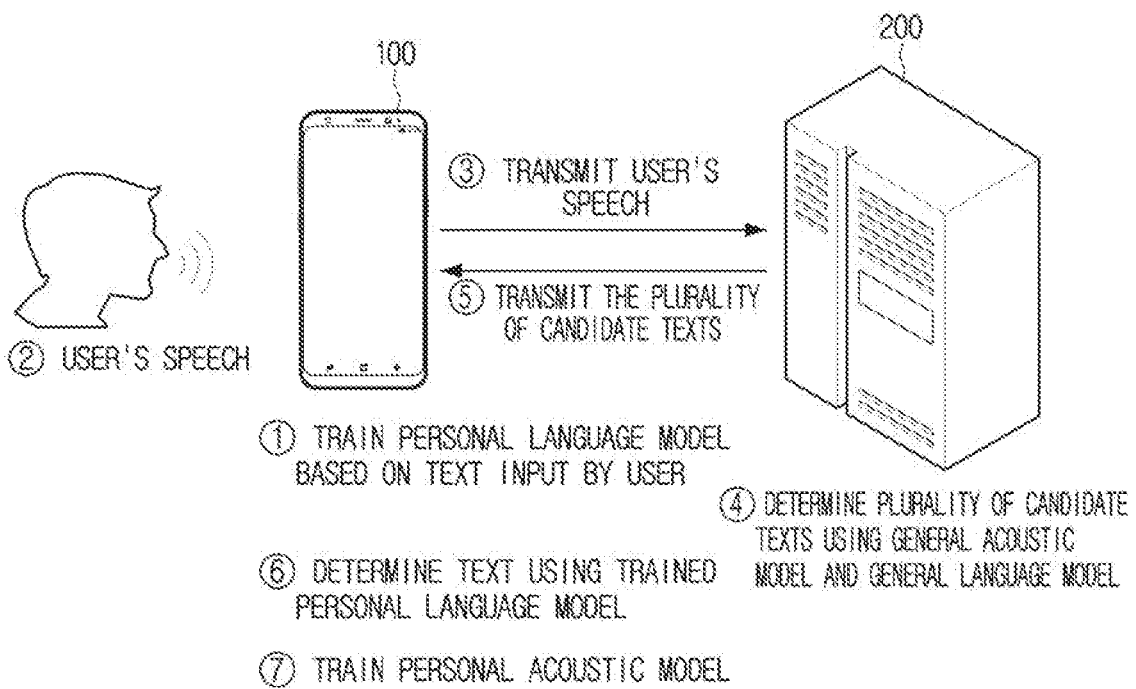 200
100
③ TRANSMIT USER'S
SPEECH
⑤ TRANSMIT THE PLURALITY
OF CANDIDATE TEXTS
② USER'S SPEECH
① TRAIN PERSONAL LANGUAGE MODEL
BASED ON TEXT INPUT BY USER
④ DETERMINE PLURALITY OF CANDIDATE
TEXTS USING GENERAL ACOUSTIC
MODEL AND GENERAL LANGUAGE MODEL
⑥ DETERMINE TEXT USING TRAINED
PERSONAL LANGUAGE MODEL
⑦ TRAIN PERSONAL ACOUSTIC MODEL